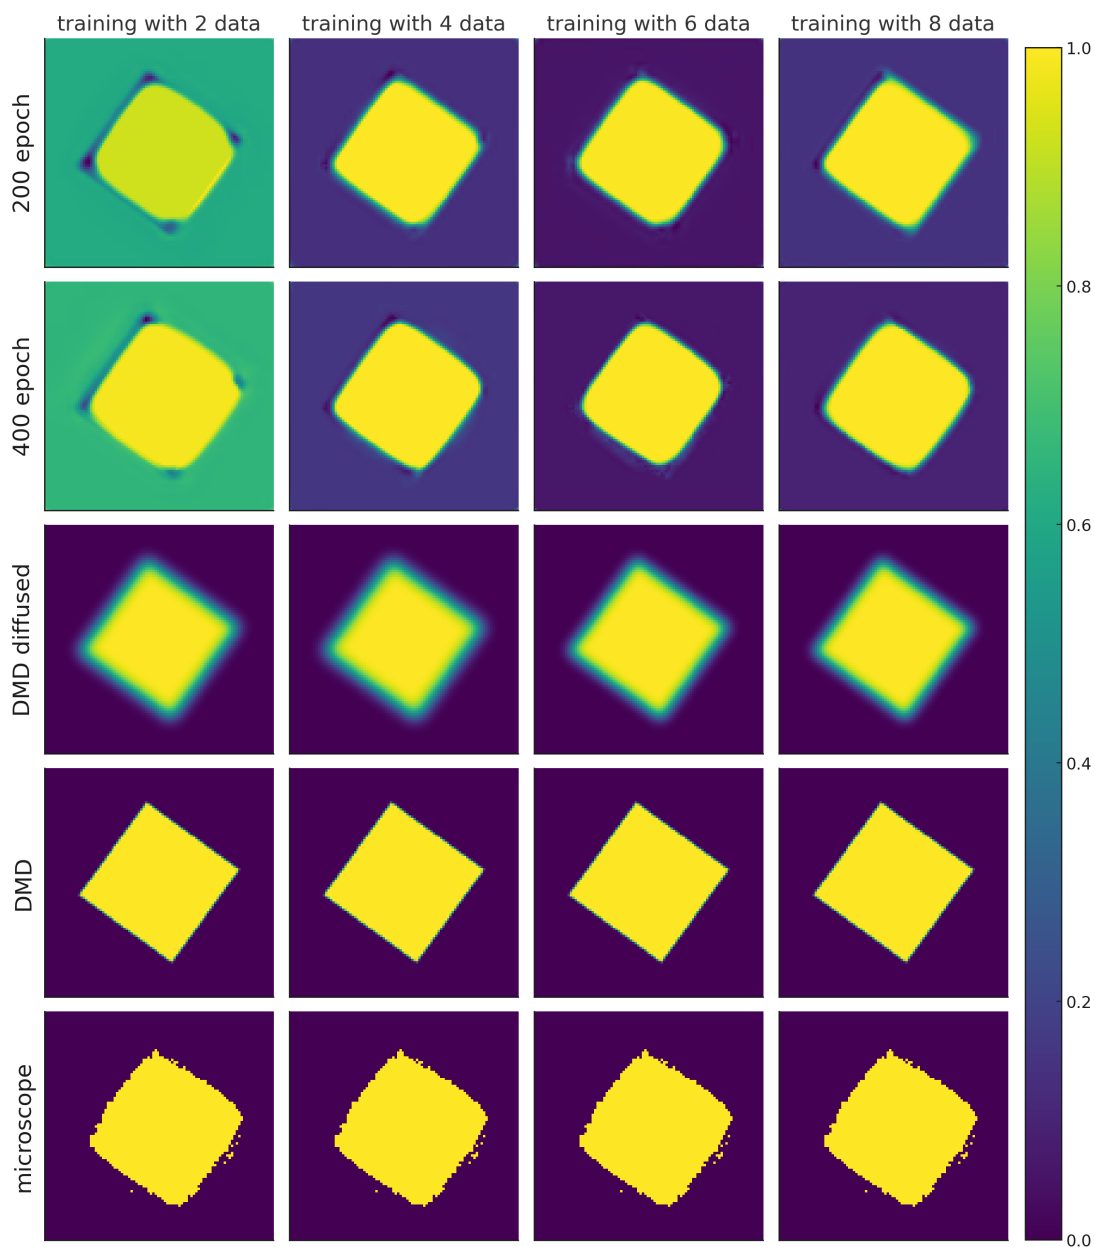 training with 2 data training with 4 data training with 6 data training with 8 data
200 epoch
400 epoch
DMD diffused
DMD
microscope
1.0
0.8
0.6
0.4
0.2
0.0